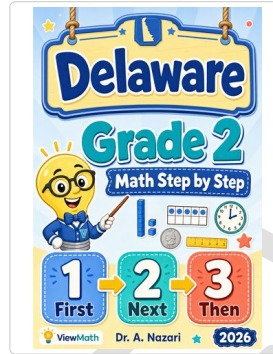 Delaware
Grade 2
Math Step by Step
1 2 3
First Next Then
ViewMath Dr. A. Nazari 2026